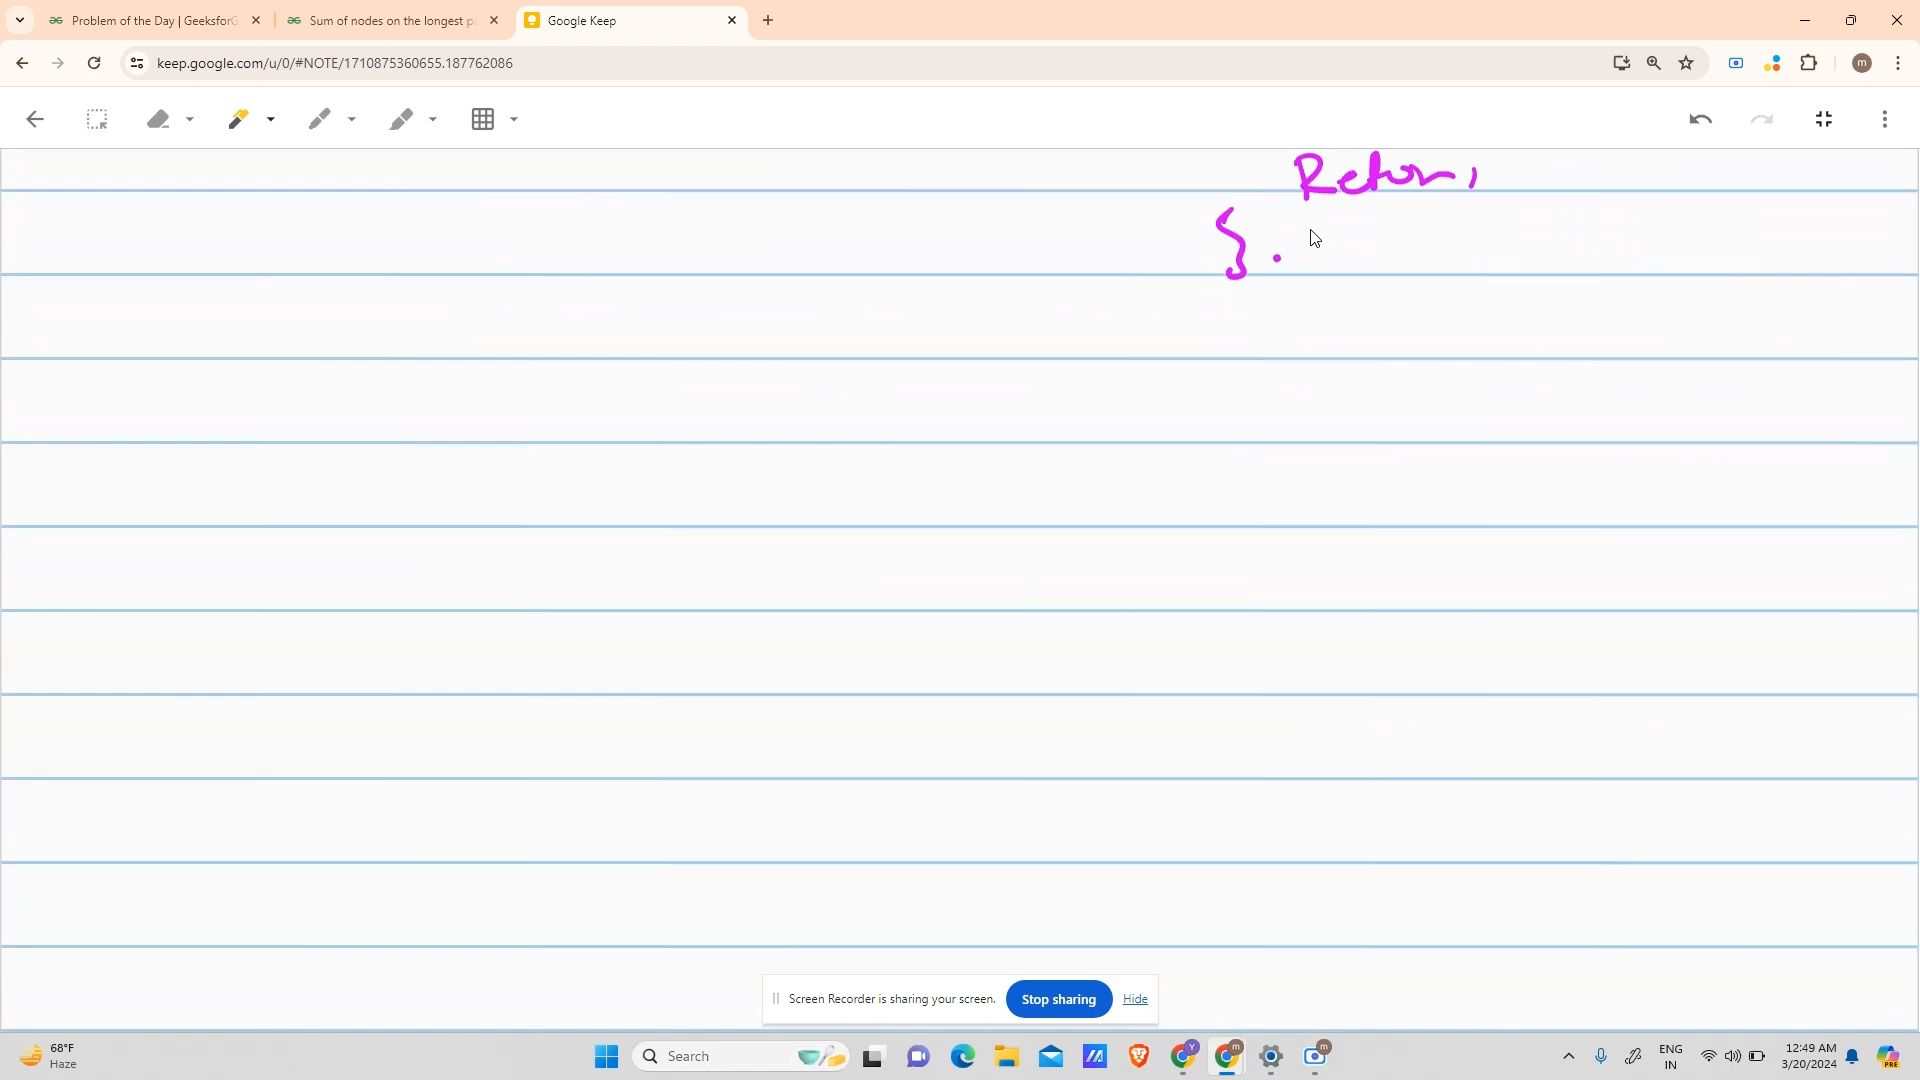 Problem of the Day | GeeksforG
Sum of nodes on the longest p
Google Keep
keep.google.com/u/0/#NOTE/1710875360655.187762086
m
Return,
} .
Screen Recorder is sharing your screen.
Stop sharing
Hide
68°F
Haze
Search
Y
m
m
ENG
IN
12:49 AM
3/20/2024
PRE